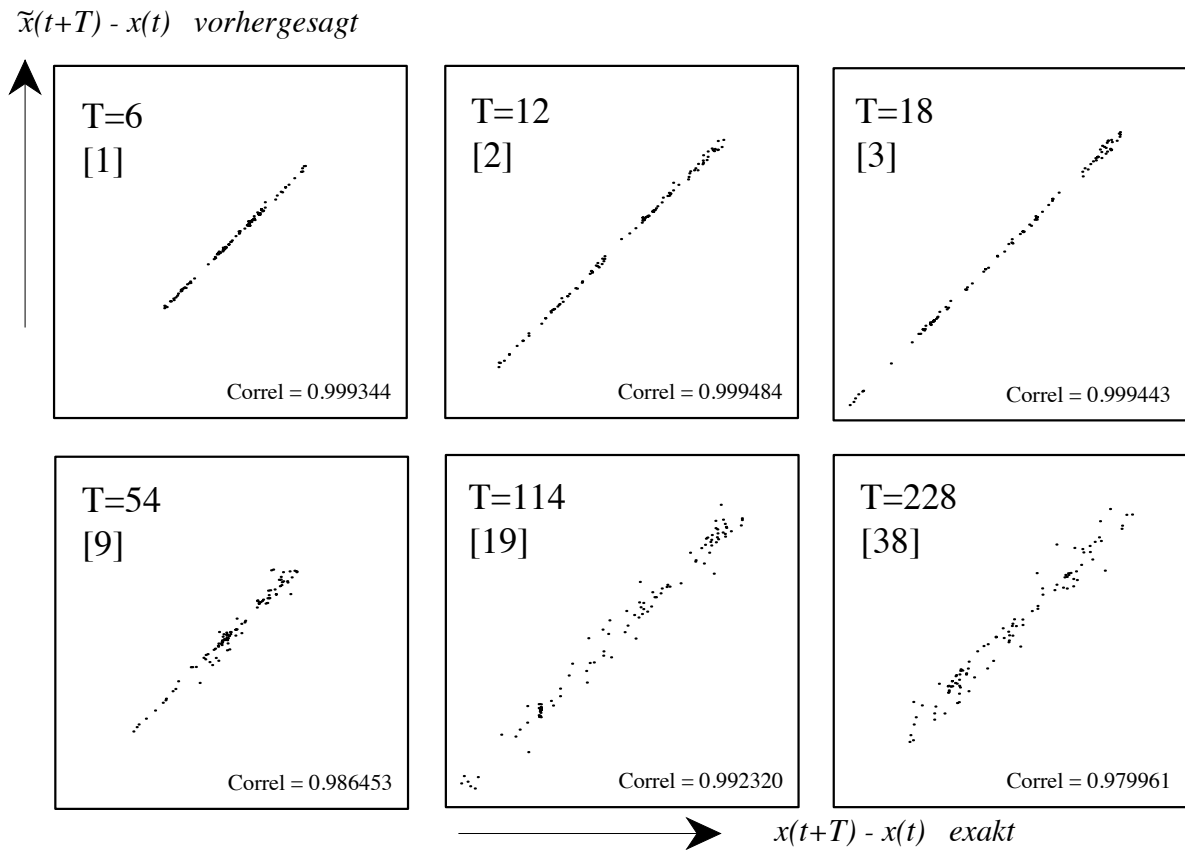 x̃(t+T) - x(t) vorhergesagt
T=6
[1]
Correl = 0.999344
T=12
[2]
Correl = 0.999484
T=18
[3]
Correl = 0.999443
T=54
[9]
Correl = 0.986453
T=114
[19]
Correl = 0.992320
T=228
[38]
Correl = 0.979961
x(t+T) - x(t) exakt